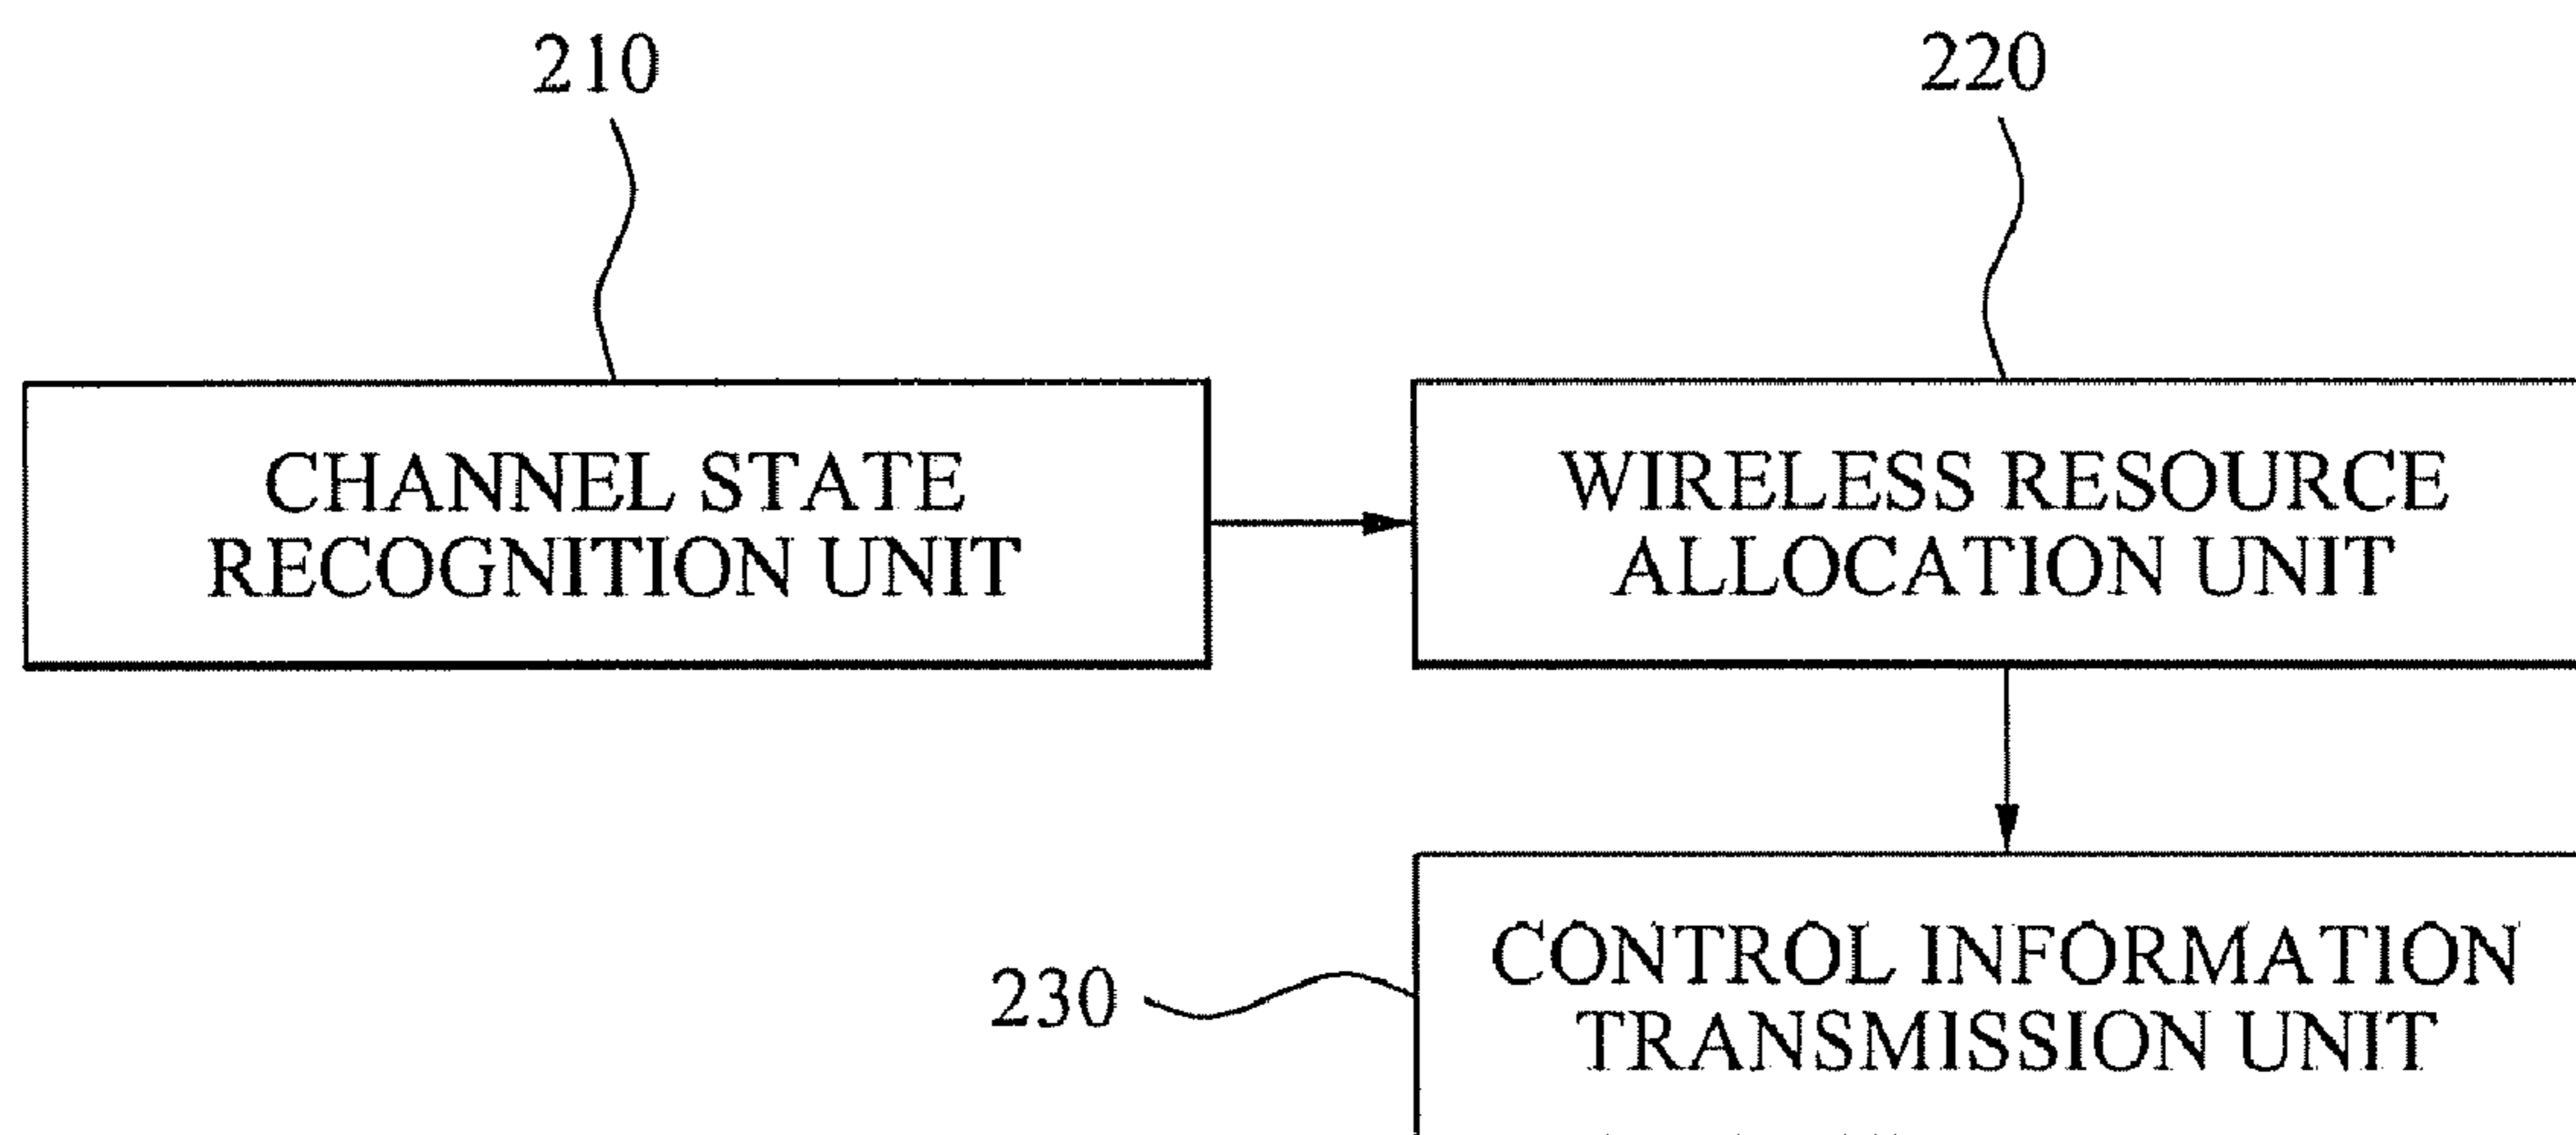 210
220
CHANNEL STATE
RECOGNITION UNIT
WIRELESS RESOURCE
ALLOCATION UNIT
230
CONTROL INFORMATION
TRANSMISSION UNIT